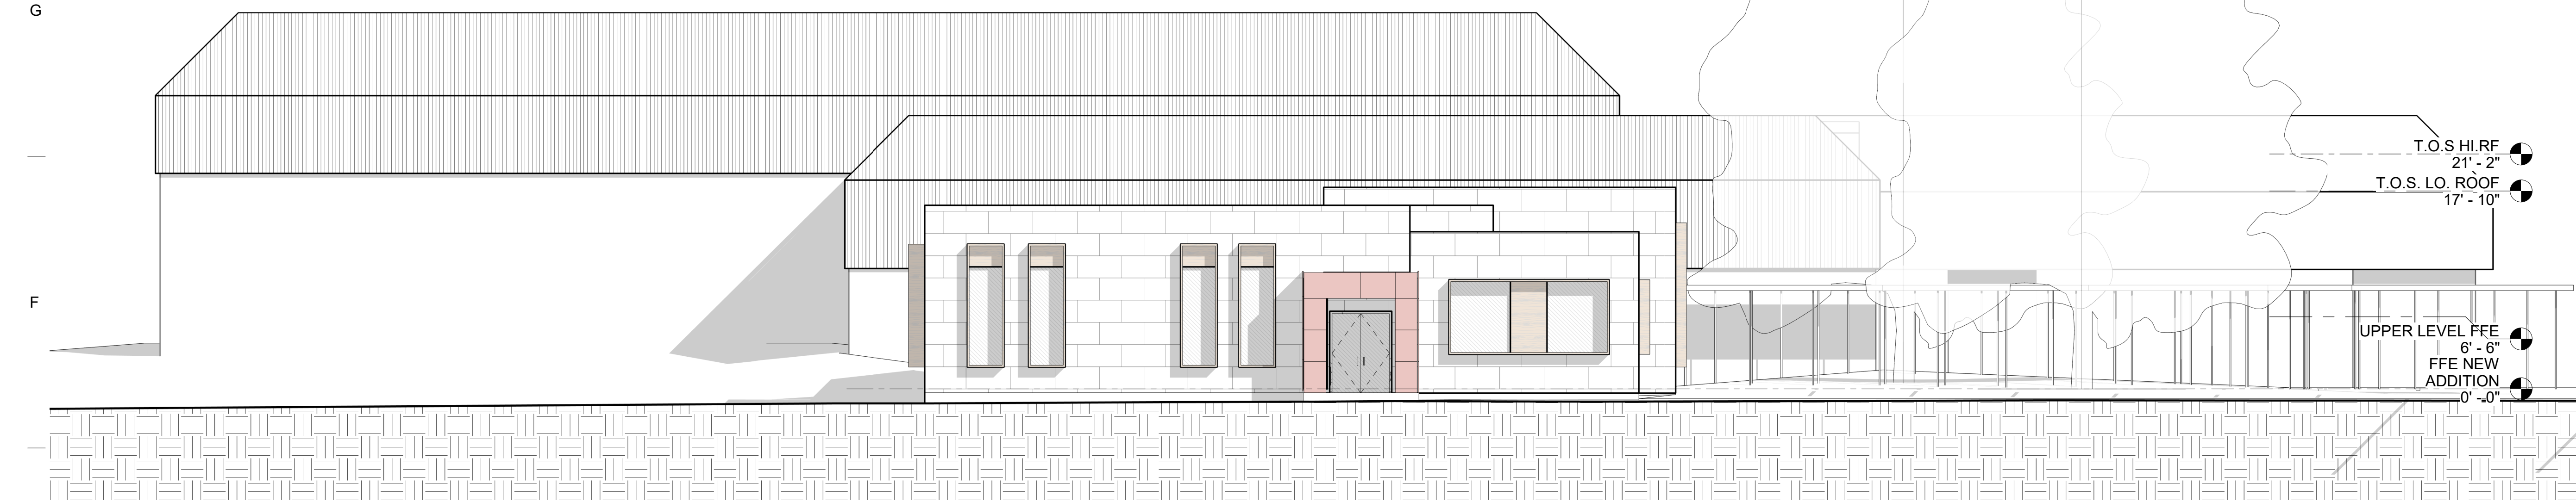 G
T.O.S HI.RF
21' - 2"
T.O.S. LO. ROOF
17' - 10"
F
UPPER LEVEL FFE
6' - 6"
FFE NEW
ADDITION
0' - 0"